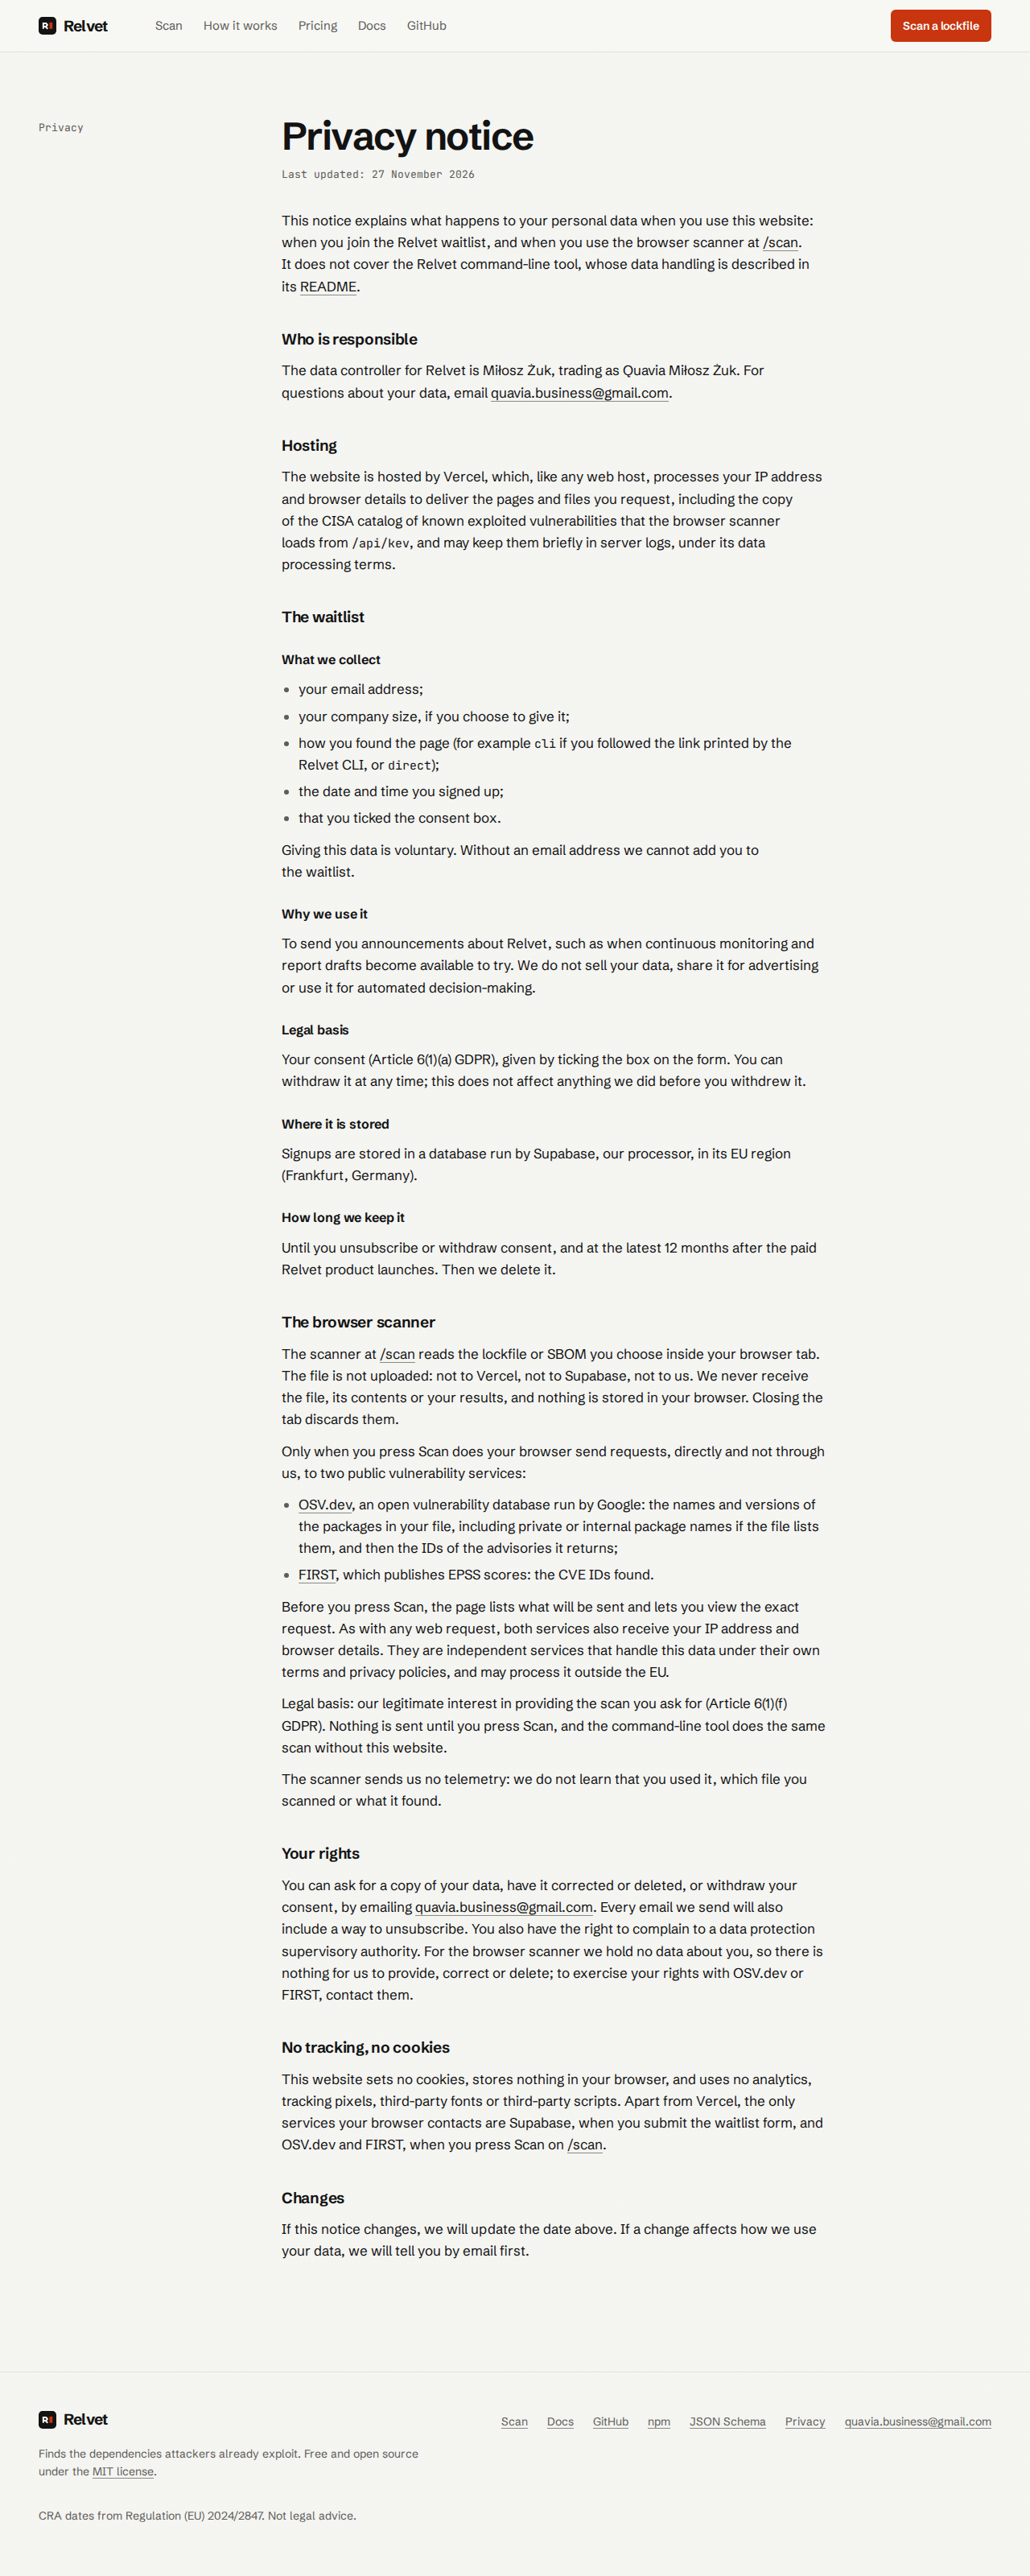 Relvet
Scan
How it works
Pricing
Docs
GitHub
Scan a lockfile
Privacy
Privacy notice
Last updated: 27 November 2026
This notice explains what happens to your personal data when you use this website:
when you join the Relvet waitlist, and when you use the browser scanner at /scan.
It does not cover the Relvet command-line tool, whose data handling is described in
its README.
Who is responsible
The data controller for Relvet is Miłosz Żuk, trading as Quavia Miłosz Żuk. For
questions about your data, email quavia.business@gmail.com.
Hosting
The website is hosted by Vercel, which, like any web host, processes your IP address
and browser details to deliver the pages and files you request, including the copy
of the CISA catalog of known exploited vulnerabilities that the browser scanner
loads from /api/kev, and may keep them briefly in server logs, under its data
processing terms.
The waitlist
What we collect
your email address;
your company size, if you choose to give it;
how you found the page (for example cli if you followed the link printed by the
Relvet CLI, or direct);
the date and time you signed up;
that you ticked the consent box.
Giving this data is voluntary. Without an email address we cannot add you to
the waitlist.
Why we use it
To send you announcements about Relvet, such as when continuous monitoring and
report drafts become available to try. We do not sell your data, share it for advertising
or use it for automated decision-making.
Legal basis
Your consent (Article 6(1)(a) GDPR), given by ticking the box on the form. You can
withdraw it at any time; this does not affect anything we did before you withdrew it.
Where it is stored
Signups are stored in a database run by Supabase, our processor, in its EU region
(Frankfurt, Germany).
How long we keep it
Until you unsubscribe or withdraw consent, and at the latest 12 months after the paid
Relvet product launches. Then we delete it.
The browser scanner
The scanner at /scan reads the lockfile or SBOM you choose inside your browser tab.
The file is not uploaded: not to Vercel, not to Supabase, not to us. We never receive
the file, its contents or your results, and nothing is stored in your browser. Closing the
tab discards them.
Only when you press Scan does your browser send requests, directly and not through
us, to two public vulnerability services:
OSV.dev, an open vulnerability database run by Google: the names and versions of
the packages in your file, including private or internal package names if the file lists
them, and then the IDs of the advisories it returns;
FIRST, which publishes EPSS scores: the CVE IDs found.
Before you press Scan, the page lists what will be sent and lets you view the exact
request. As with any web request, both services also receive your IP address and
browser details. They are independent services that handle this data under their own
terms and privacy policies, and may process it outside the EU.
Legal basis: our legitimate interest in providing the scan you ask for (Article 6(1)(f)
GDPR). Nothing is sent until you press Scan, and the command-line tool does the same
scan without this website.
The scanner sends us no telemetry: we do not learn that you used it, which file you
scanned or what it found.
Your rights
You can ask for a copy of your data, have it corrected or deleted, or withdraw your
consent, by emailing quavia.business@gmail.com. Every email we send will also
include a way to unsubscribe. You also have the right to complain to a data protection
supervisory authority. For the browser scanner we hold no data about you, so there is
nothing for us to provide, correct or delete; to exercise your rights with OSV.dev or
FIRST, contact them.
No tracking, no cookies
This website sets no cookies, stores nothing in your browser, and uses no analytics,
tracking pixels, third-party fonts or third-party scripts. Apart from Vercel, the only
services your browser contacts are Supabase, when you submit the waitlist form, and
OSV.dev and FIRST, when you press Scan on /scan.
Changes
If this notice changes, we will update the date above. If a change affects how we use
your data, we will tell you by email first.
Relvet
Scan
Docs
GitHub
npm
JSON Schema
Privacy
quavia.business@gmail.com
Finds the dependencies attackers already exploit. Free and open source
under the MIT license.
CRA dates from Regulation (EU) 2024/2847. Not legal advice.